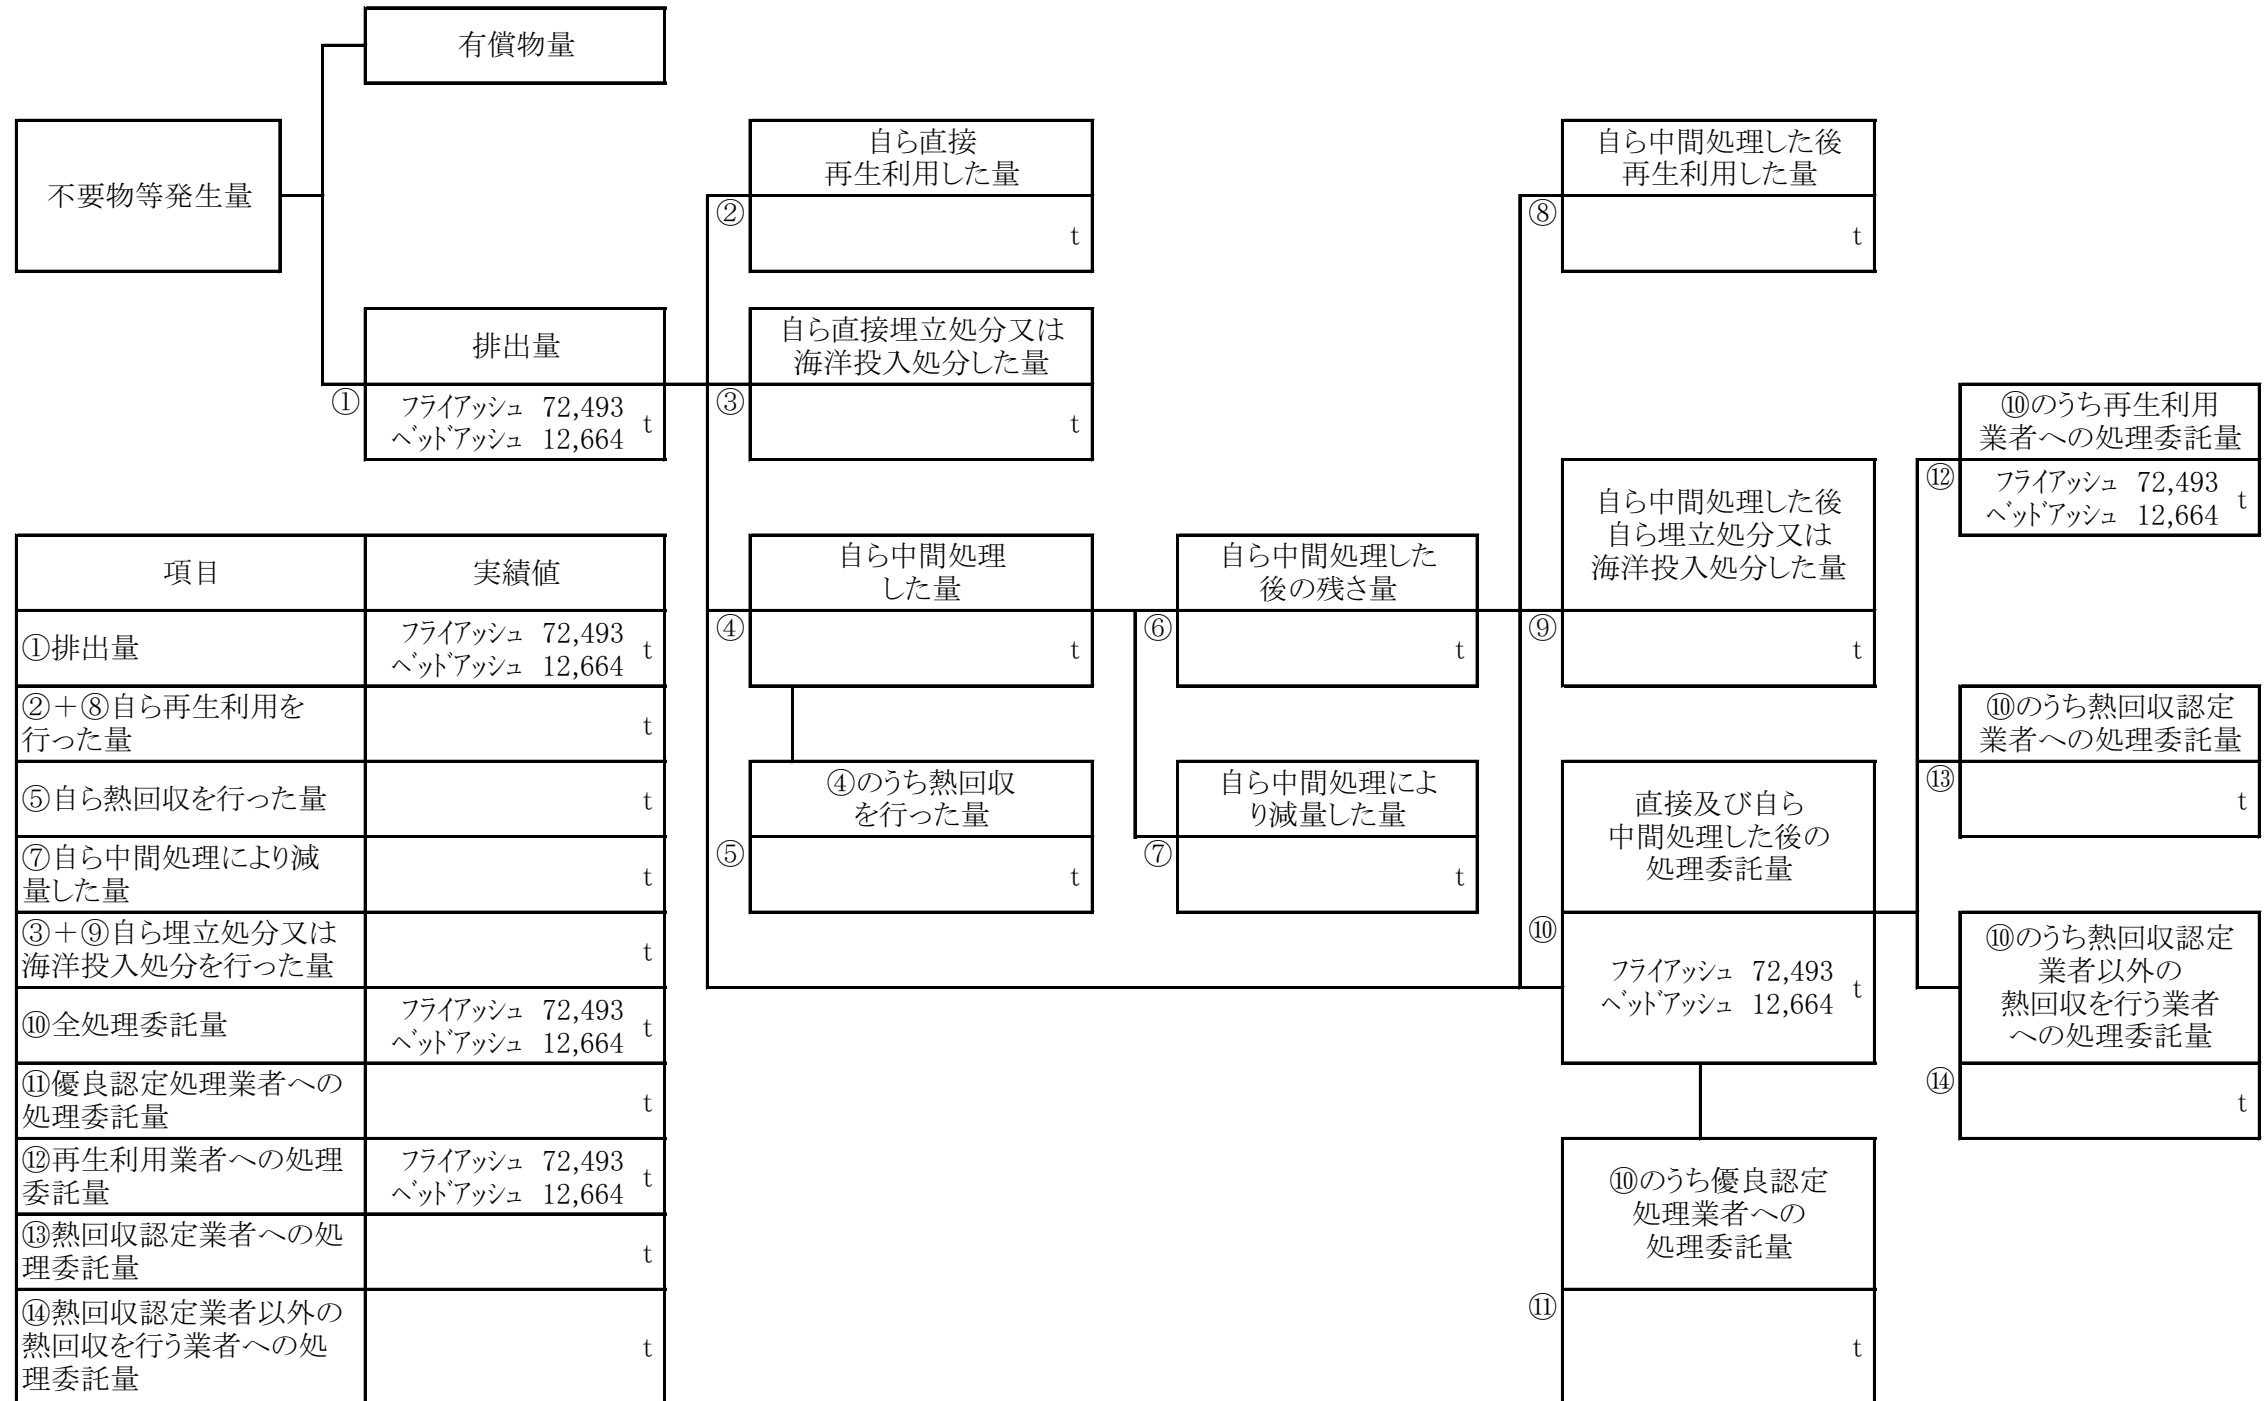 有償物量
不要物等発生量
排出量
①
フライアッシュ 72,493
ベッドアッシュ 12,664
t
自ら直接
再生利用した量
②
t
自ら直接埋立処分又は
海洋投入処分した量
③
t
自ら中間処理
した量
④
t
④のうち熱回収
を行った量
⑤
t
自ら中間処理した
後の残さ量
⑥
t
自ら中間処理によ
り減量した量
⑦
t
自ら中間処理した後
再生利用した量
⑧
t
自ら中間処理した後
自ら埋立処分又は
海洋投入処分した量
⑨
t
直接及び自ら
中間処理した後の
処理委託量
⑩
フライアッシュ 72,493
ベッドアッシュ 12,664
t
⑩のうち優良認定
処理業者への
処理委託量
⑪
t
⑩のうち再生利用
業者への処理委託量
⑫
フライアッシュ 72,493
ベッドアッシュ 12,664
t
⑩のうち熱回収認定
業者への処理委託量
⑬
t
⑩のうち熱回収認定
業者以外の
熱回収を行う業者
への処理委託量
⑭
t
項目 実績値
①排出量
フライアッシュ 72,493
ベッドアッシュ 12,664
t
②＋⑧自ら再生利用を
行った量
t
⑤自ら熱回収を行った量
t
⑦自ら中間処理により減
量した量
t
③＋⑨自ら埋立処分又は
海洋投入処分を行った量
t
⑩全処理委託量
フライアッシュ 72,493
ベッドアッシュ 12,664
t
⑪優良認定処理業者への
処理委託量
t
⑫再生利用業者への処理
委託量
フライアッシュ 72,493
ベッドアッシュ 12,664
t
⑬熱回収認定業者への処
理委託量
t
⑭熱回収認定業者以外の
熱回収を行う業者への処
理委託量
t